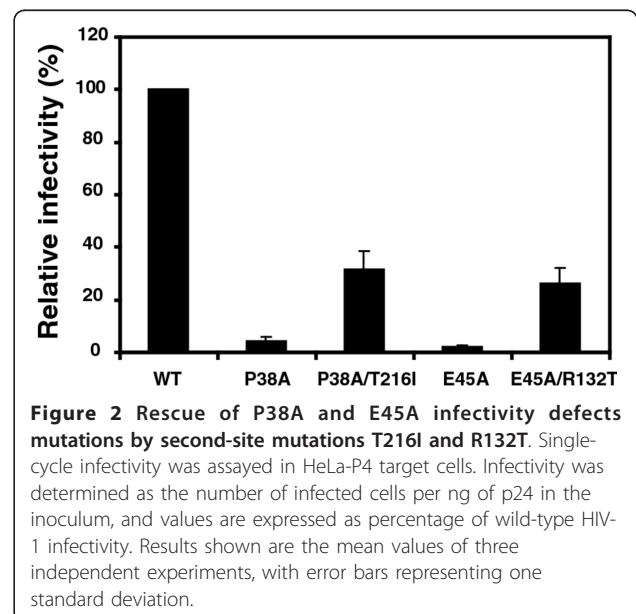 120
100
80
60
40
20
0
Relative infectivity (%)
WT P38A P38A/T216I E45A E45A/R132T
Figure 2 Rescue of P38A and E45A infectivity defects
mutations by second-site mutations T216I and R132T. Single-
cycle infectivity was assayed in HeLa-P4 target cells. Infectivity was
determined as the number of infected cells per ng of p24 in the
inoculum, and values are expressed as percentage of wild-type HIV-
1 infectivity. Results shown are the mean values of three
independent experiments, with error bars representing one
standard deviation.